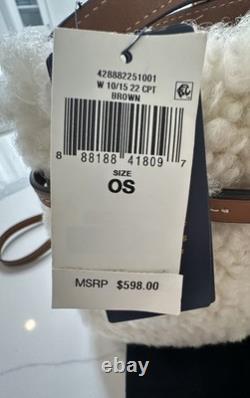 428882251001
W 10/15 22 CPT
BROWN
8 88188 41809 7
SIZE
OS
MSRP $598.00